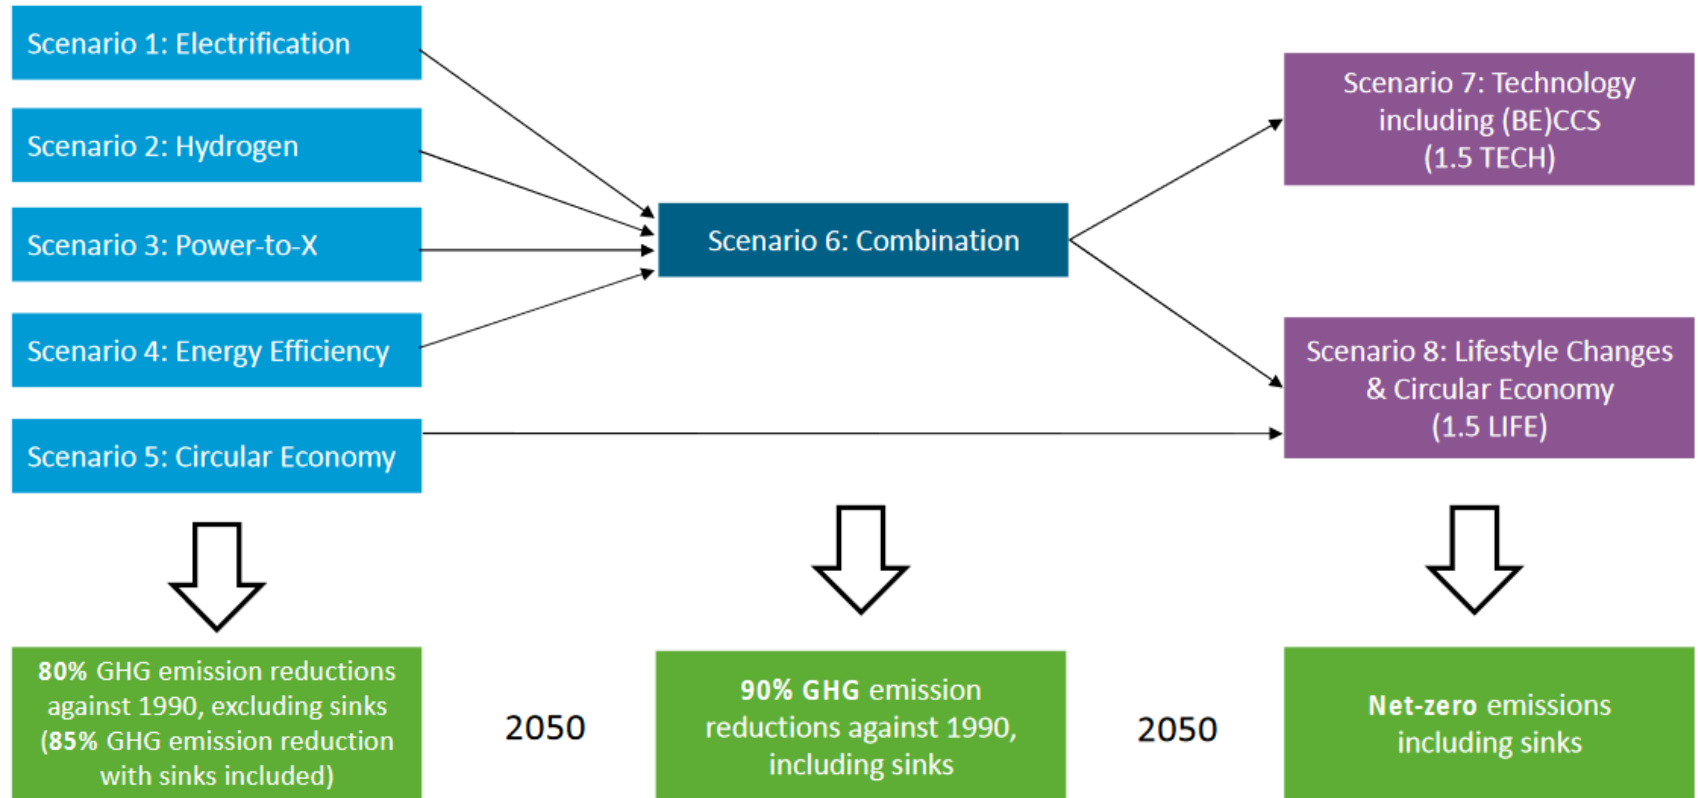 Scenario 1: Electrification
Scenario 2: Hydrogen
Scenario 3: Power-to-X
Scenario 4: Energy Efficiency
Scenario 5: Circular Economy
Scenario 6: Combination
Scenario 7: Technology
including (BE)CCS
(1.5 TECH)
Scenario 8: Lifestyle Changes
& Circular Economy
(1.5 LIFE)
80% GHG emission reductions
against 1990, excluding sinks
(85% GHG emission reduction
with sinks included)
2050
90% GHG emission
reductions against 1990,
including sinks
2050
Net-zero emissions
including sinks